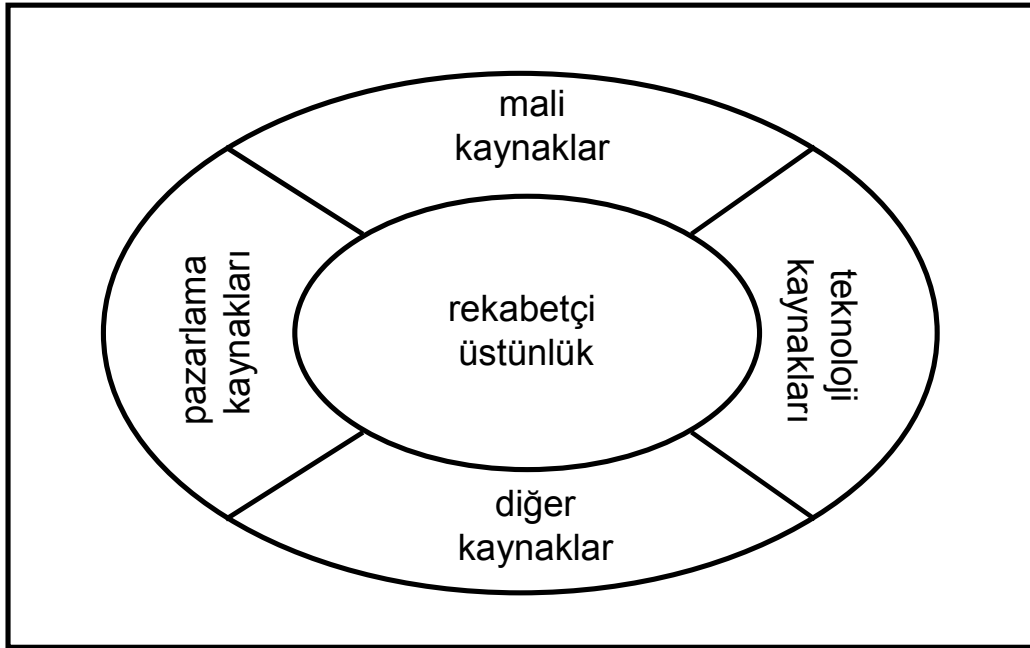 mali
kaynaklar
pazarlama
kaynakları
rekabetçi
üstünlük
teknoloji
kaynakları
diğer
kaynaklar